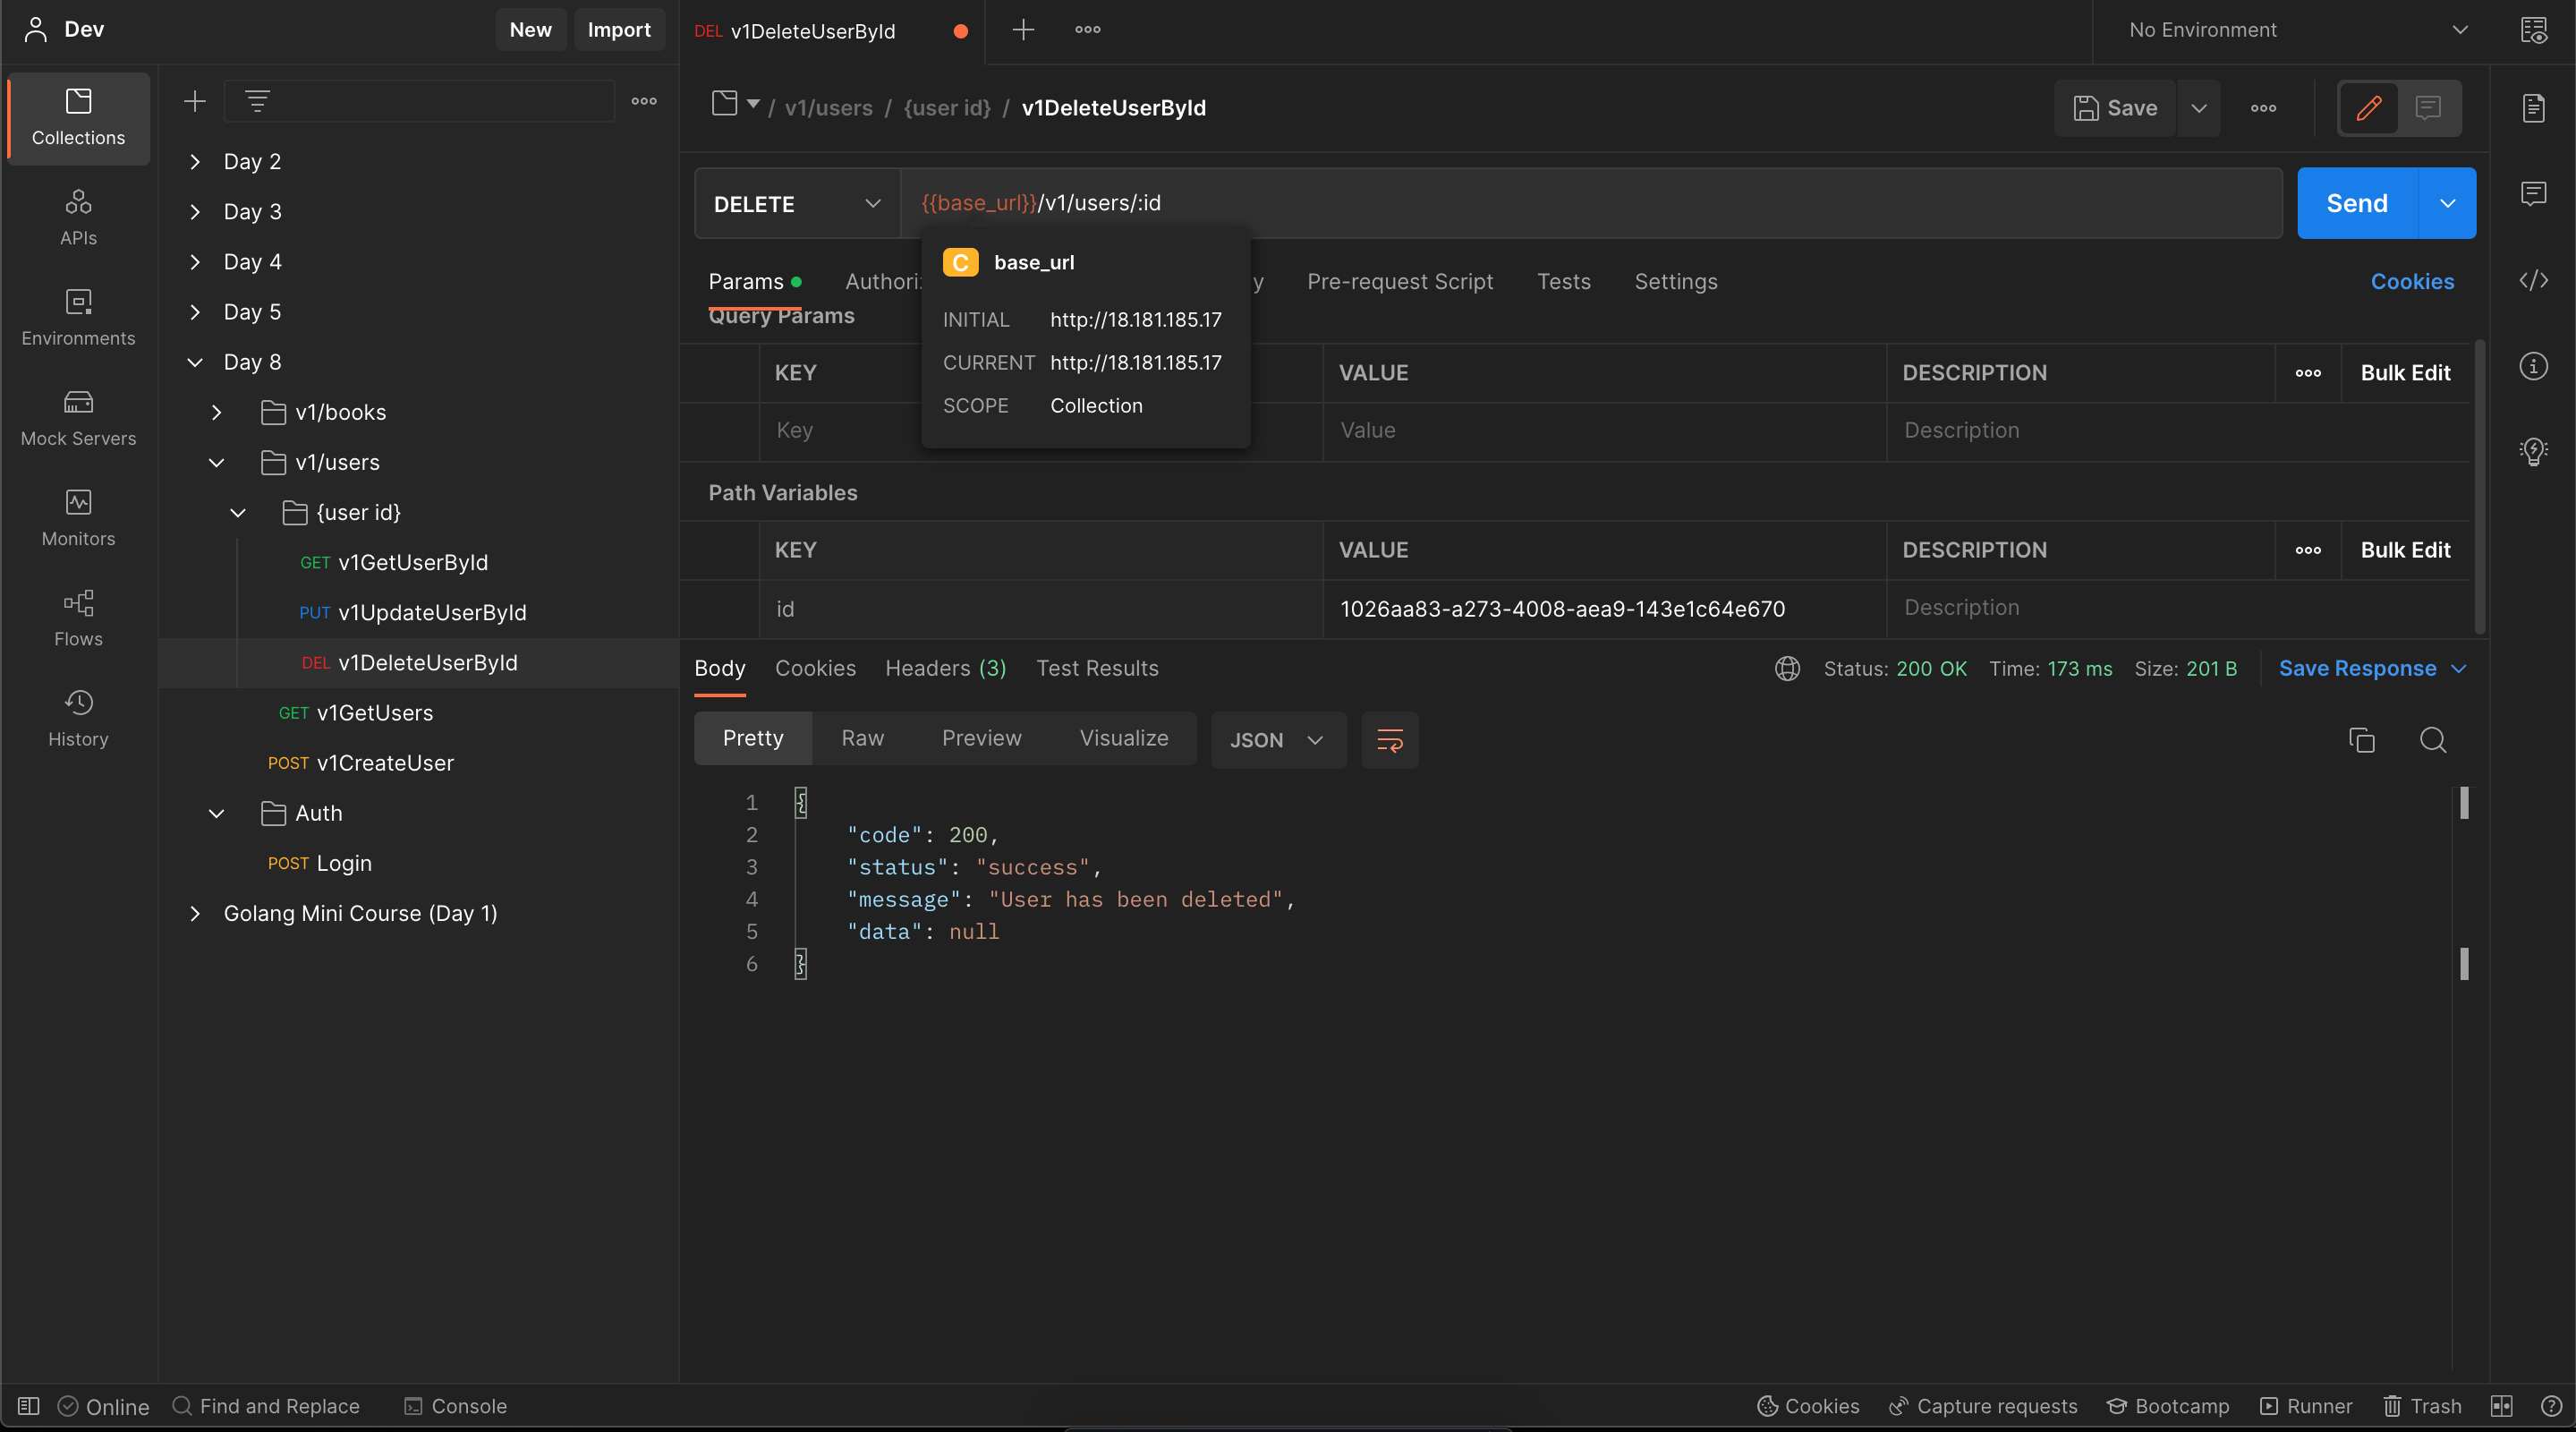 Dev
New
Import
DEL v1DeleteUserById
No Environment
Collections
APIs
Environments
Mock Servers
Monitors
Flows
History
Day 2
Day 3
Day 4
Day 5
Day 8
v1/books
v1/users
{user id}
GET v1GetUserById
PUT v1UpdateUserById
DEL v1DeleteUserById
GET v1GetUsers
POST v1CreateUser
Auth
POST Login
Golang Mini Course (Day 1)
/ v1/users / {user id} / v1DeleteUserById
Save
DELETE
{{base_url}}/v1/users/:id
Send
C base_url
INITIAL http://18.181.185.17
CURRENT http://18.181.185.17
SCOPE Collection
Params Authori y Pre-request Script Tests Settings Cookies
Query Params
KEY VALUE DESCRIPTION Bulk Edit
Key Value Description
Path Variables
KEY VALUE DESCRIPTION Bulk Edit
id 1026aa83-a273-4008-aea9-143e1c64e670 Description
Body Cookies Headers (3) Test Results
Status: 200 OK Time: 173 ms Size: 201 B Save Response
Pretty Raw Preview Visualize JSON
1 {
2 "code": 200,
3 "status": "success",
4 "message": "User has been deleted",
5 "data": null
6 }
Online Find and Replace Console
Cookies Capture requests Bootcamp Runner Trash